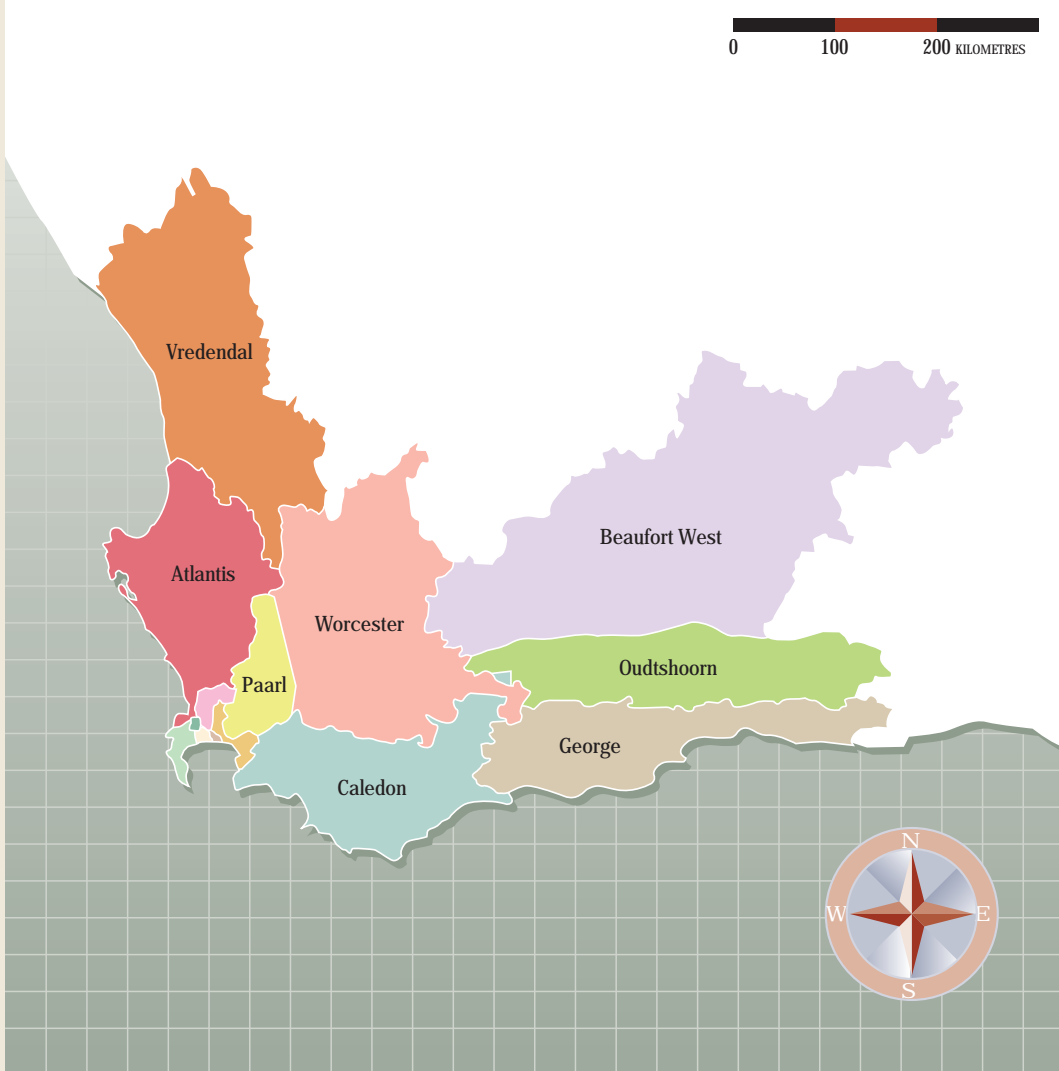 0 100 200 KILOMETRES
Vredendal
Beaufort West
Atlantis
Worcester
Oudtshoorn
Paarl
George
Caledon
N
W E
S